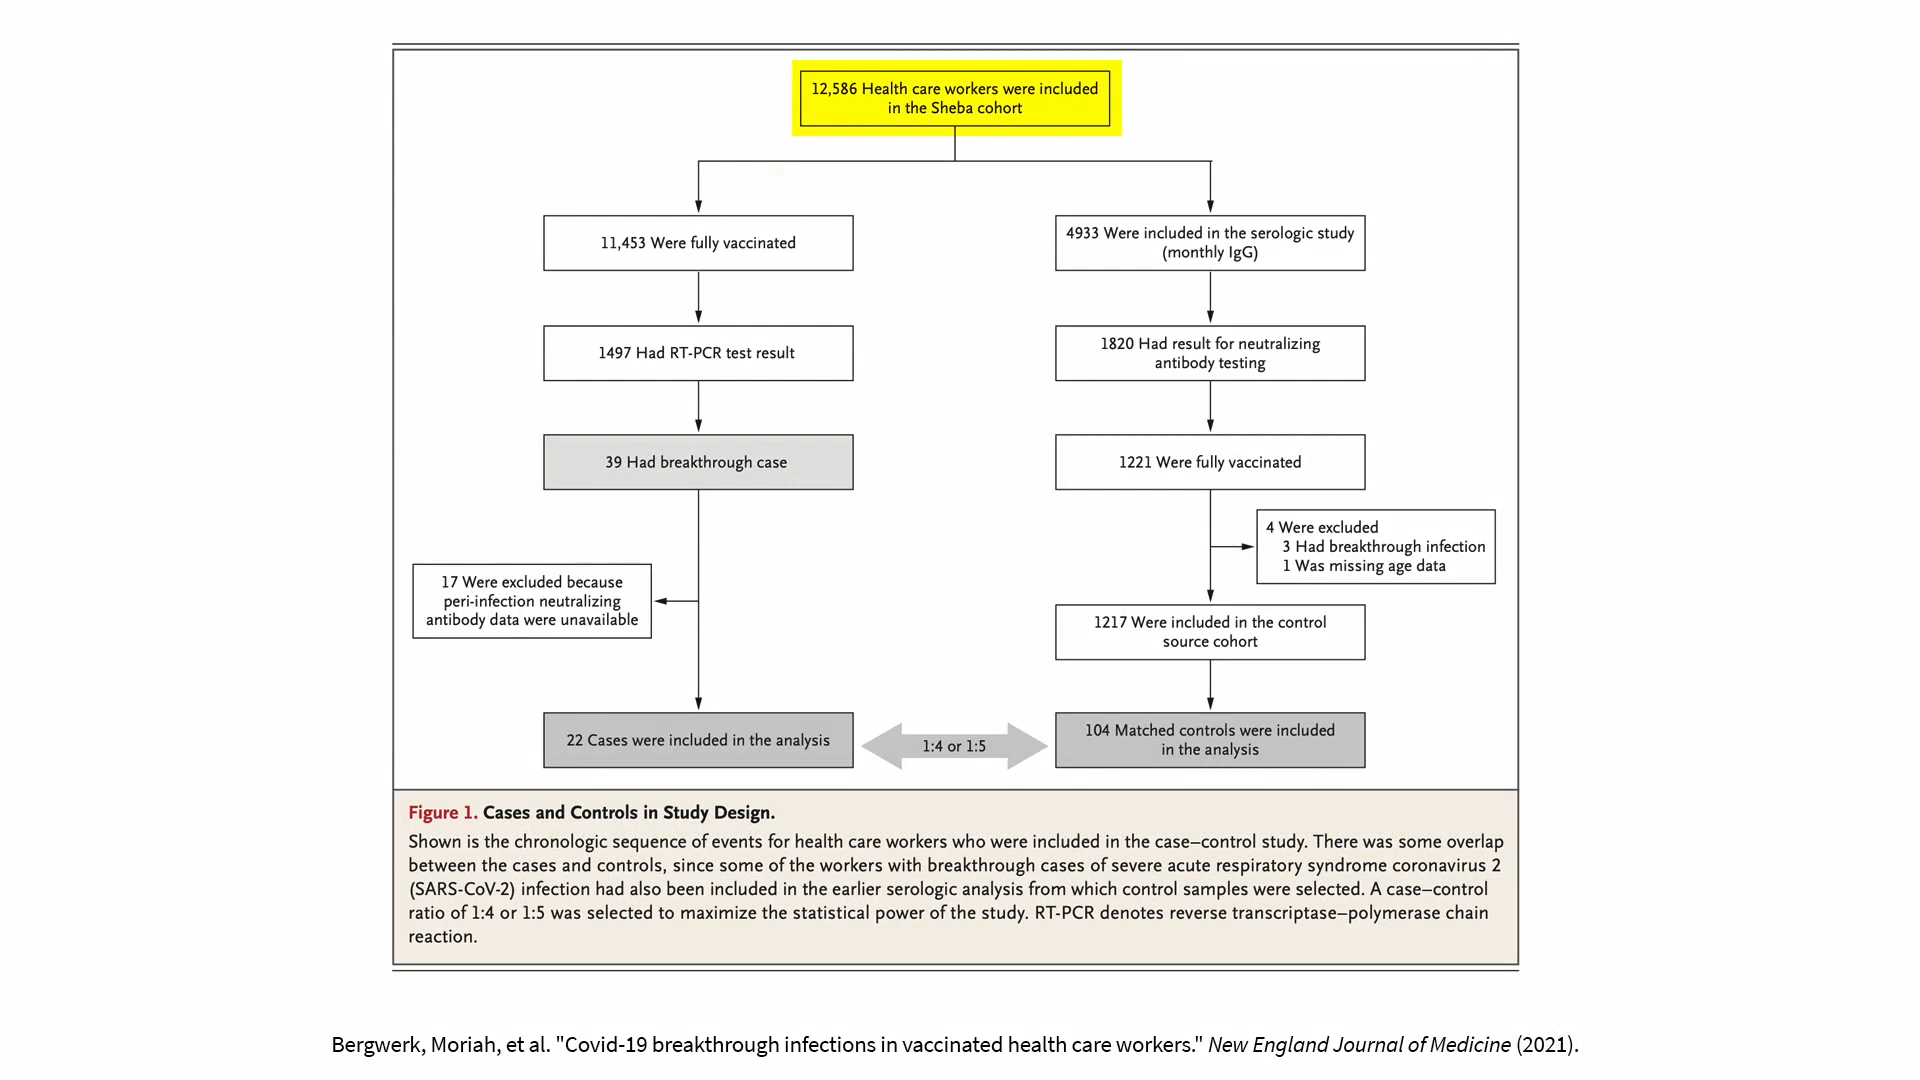 12,586 Health care workers were included
in the Sheba cohort
11,453 Were fully vaccinated
4933 Were included in the serologic study
(monthly IgG)
1497 Had RT-PCR test result
1820 Had result for neutralizing
antibody testing
39 Had breakthrough case
1221 Were fully vaccinated
4 Were excluded
3 Had breakthrough infection
1 Was missing age data
17 Were excluded because
peri-infection neutralizing
antibody data were unavailable
1217 Were included in the control
source cohort
22 Cases were included in the analysis
1:4 or 1:5
104 Matched controls were included
in the analysis
Figure 1. Cases and Controls in Study Design.
Shown is the chronologic sequence of events for health care workers who were included in the case–control study. There was some overlap
between the cases and controls, since some of the workers with breakthrough cases of severe acute respiratory syndrome coronavirus 2
(SARS-CoV-2) infection had also been included in the earlier serologic analysis from which control samples were selected. A case–control
ratio of 1:4 or 1:5 was selected to maximize the statistical power of the study. RT-PCR denotes reverse transcriptase–polymerase chain
reaction.
Bergwerk, Moriah, et al. "Covid-19 breakthrough infections in vaccinated health care workers." New England Journal of Medicine (2021).